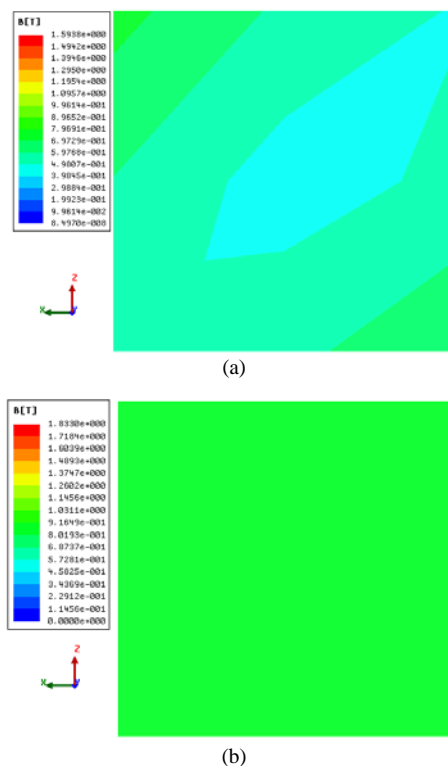 B[T]
1.5938e+000
1.4942e+000
1.3946e+000
1.2950e+000
1.1954e+000
1.0957e+000
9.9614e-001
8.9652e-001
7.9691e-001
6.9729e-001
5.9768e-001
4.9807e-001
3.9845e-001
2.9884e-001
1.9923e-001
9.9614e-002
8.4970e-008
Z
X
Y
(a)
B[T]
1.8330e+000
1.7184e+000
1.6039e+000
1.4893e+000
1.3747e+000
1.2602e+000
1.1456e+000
1.0311e+000
9.1649e-001
8.0193e-001
6.8737e-001
5.7281e-001
4.5825e-001
3.4369e-001
2.2912e-001
1.1456e-001
0.0000e+000
Z
X
Y
(b)